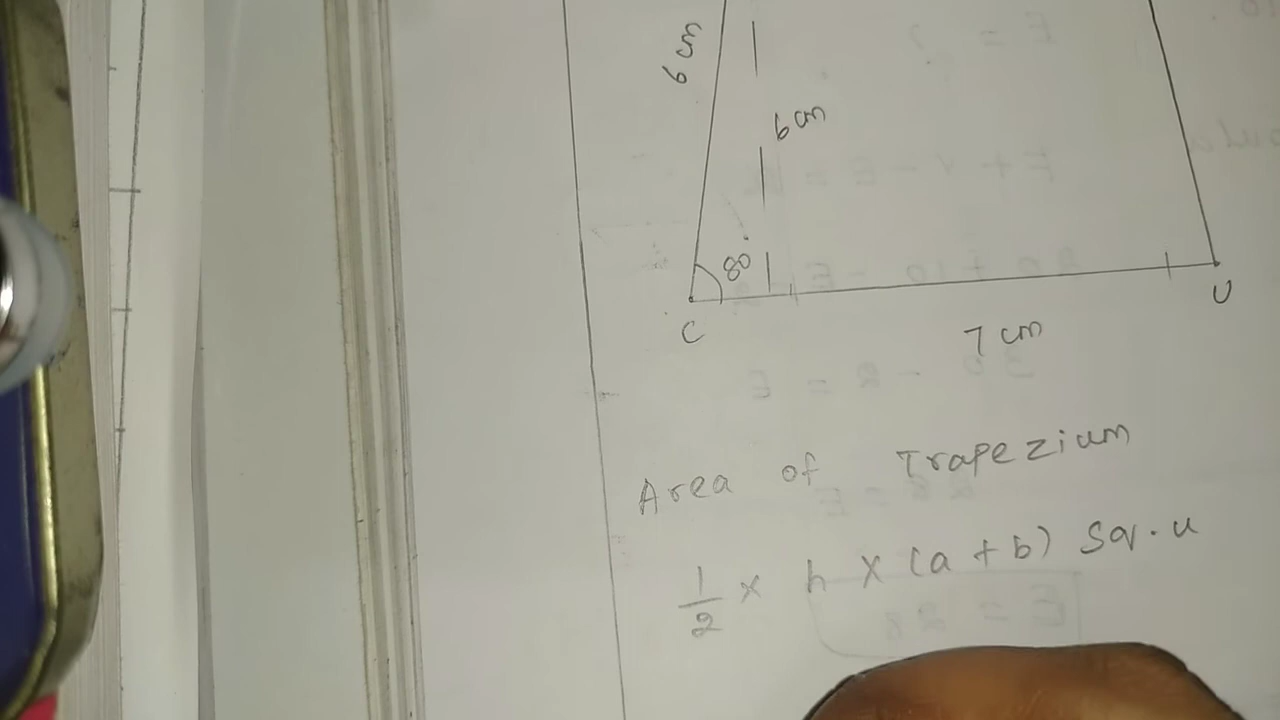 6 cm
6 cm
80°
C
U
7 cm
Area of Trapezium
1/2 × h × (a + b) sq. u